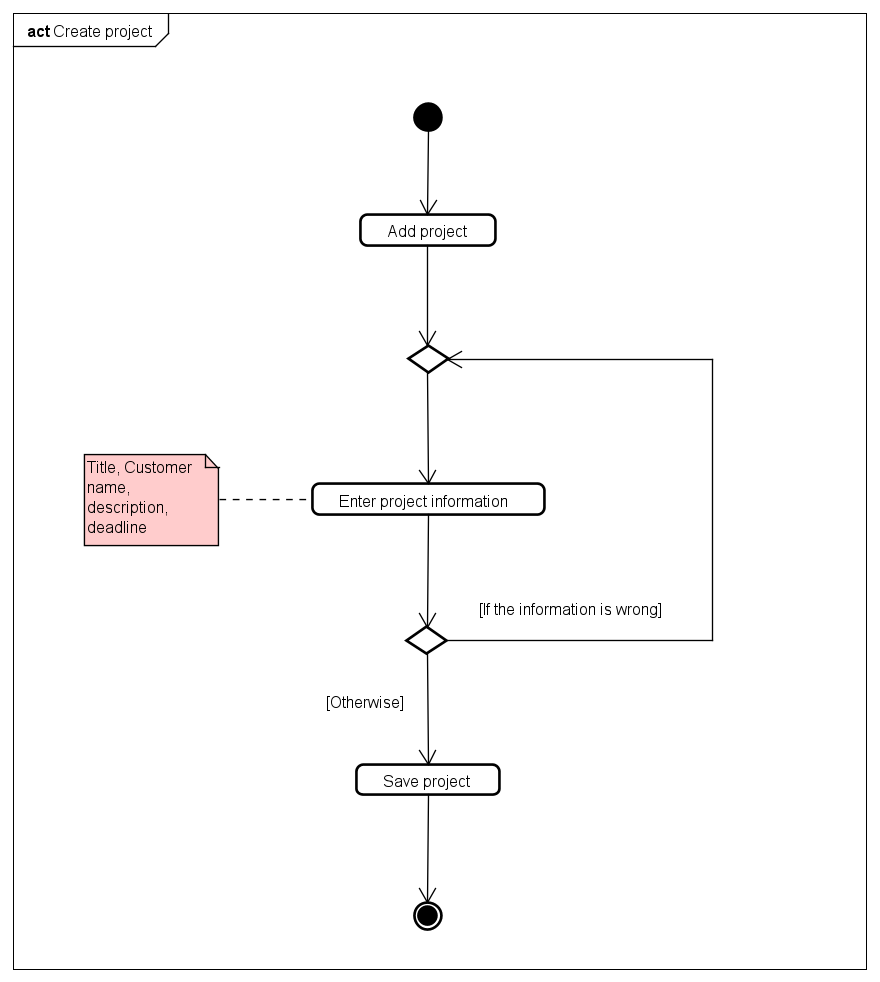 act Create project
Add project
Title, Customer
name,
description,
deadline
Enter project information
[If the information is wrong]
[Otherwise]
Save project